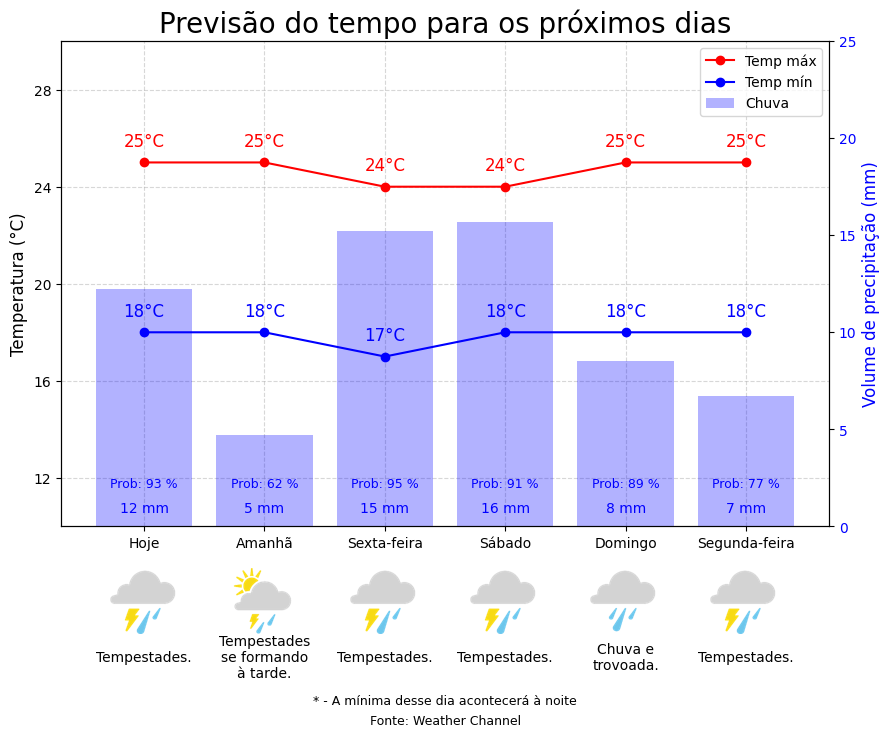 Previsão do tempo para os próximos dias
Temp máx
Temp mín
Chuva
Temperatura (°C)
28
24
20
16
12
Volume de precipitação (mm)
25
20
15
10
5
0
25°C 25°C 24°C 24°C 25°C 25°C
18°C 18°C 17°C 18°C 18°C 18°C
Prob: 93 % Prob: 62 % Prob: 95 % Prob: 91 % Prob: 89 % Prob: 77 %
12 mm 5 mm 15 mm 16 mm 8 mm 7 mm
Hoje Amanhã Sexta-feira Sábado Domingo Segunda-feira
Tempestades.
Tempestades
se formando
à tarde.
Tempestades.
Tempestades.
Chuva e
trovoada.
Tempestades.
* - A mínima desse dia acontecerá à noite
Fonte: Weather Channel